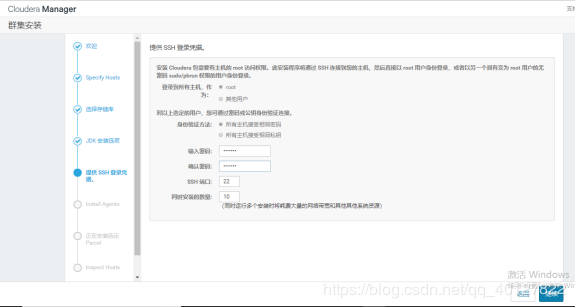 Cloudera Manager
支
群集安装
欢迎
Specify Hosts
选择存储库
JDK 安装选项
提供 SSH 登录凭
据。
Install Agents
正在安装选定
Parcel
Inspect Hosts
提供 SSH 登录凭据。
安装 Cloudera 包需要有主机的 root 访问权限。此安装程序将通过 SSH 连接到您的主机，然后直接以 root 用户身份登录，或者以另一个拥有变为 root 用户的无
密码 sudo/pbrun 权限的用户身份登录。
登录到所有主机，作
为：
root
其他用户
对以上选定的用户，您可通过密码或公钥身份验证连接。
身份验证方法：
所有主机接受相同密码
所有主机接受相同私钥
输入密码：
••••••
确认密码：
••••••
SSH 端口：
22
同时安装的数量：
10
(同时运行多个安装时将耗费大量的网络带宽和其他系统资源)
激活 Windows
返回
继续